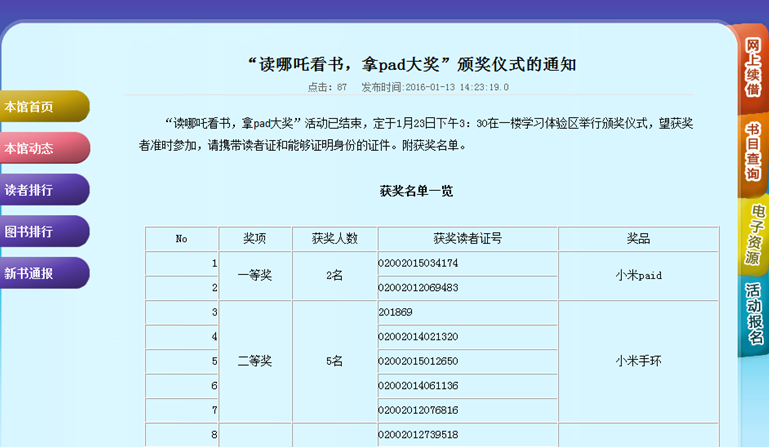 “读哪吒看书，拿pad大奖”颁奖仪式的通知
点击：87 发布时间:2016-01-13 14:23:19.0
“读哪吒看书，拿pad大奖”活动已结束，定于1月23日下午3：30在一楼学习体验区举行颁奖仪式，望获奖
者准时参加，请携带读者证和能够证明身份的证件。附获奖名单。
获奖名单一览
No 奖项 获奖人数 获奖读者证号 奖品
1 一等奖 2名 02002015034174 小米paid
2 02002012069483
3 二等奖 5名 201869 小米手环
4 02002014021320
5 02002015012650
6 02002014061136
7 02002012076816
8 02002012739518
本馆首页
本馆动态
读者排行
图书排行
新书通报
网上续借
书目查询
电子资源
活动报名